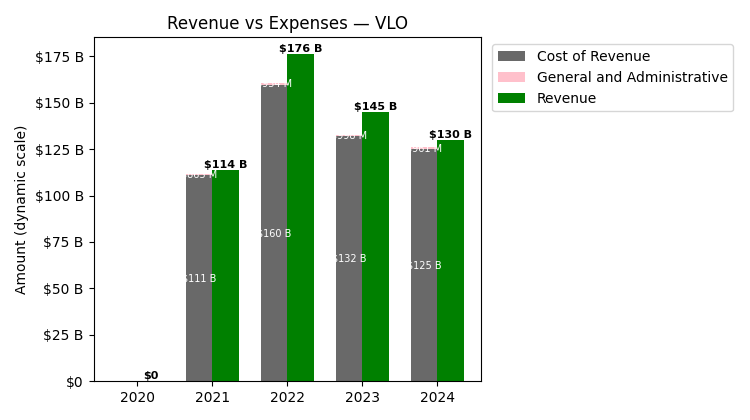 Revenue vs Expenses — VLO
Cost of Revenue
General and Administrative
Revenue
Amount (dynamic scale)
$175 B
$150 B
$125 B
$100 B
$75 B
$50 B
$25 B
$0
$0
$114 B
$111 B
$176 B
$160 B
$145 B
$132 B
$130 B
$125 B
2020 2021 2022 2023 2024